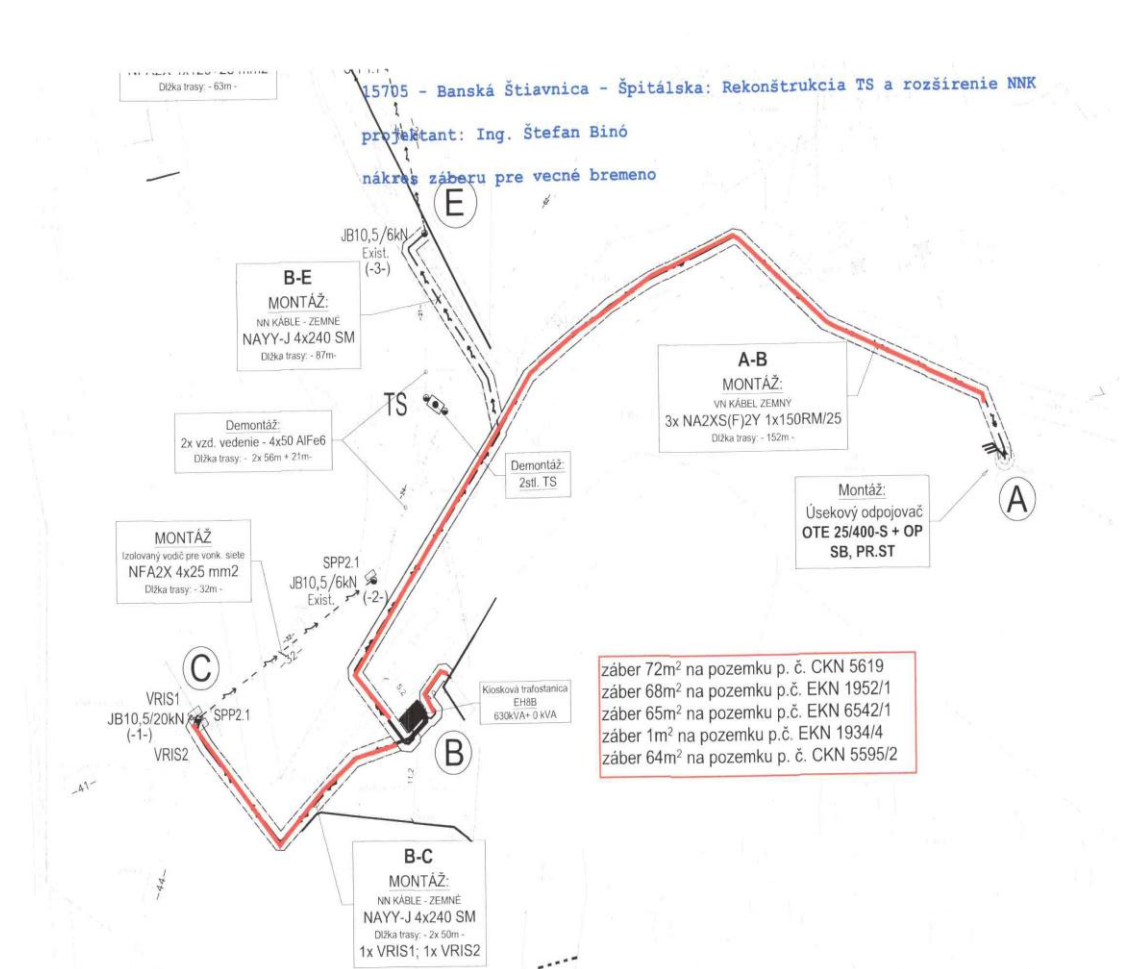 Dĺžka trasy: - 63m-
15705 - Banská Štiavnica - Špitálska: Rekonštrukcia TS a rozšírenie NNK
projektant: Ing. Štefan Binó
nákres záberu pre vecné bremeno
E
JB10,5/6kN
Exist.
(-3-)
B-E
MONTÁŽ:
NN KÁBLE - ZEMNÉ
NAYY-J 4x240 SM
Dĺžka trasy: - 87m-
A-B
MONTÁŽ:
VN KÁBEL ZEMNÝ
3x NA2XS(F)2Y 1x150RM/25
Dĺžka trasy: - 152m -
TS
Demontáž:
2x vzd. vedenie - 4x50 AlFe6
Dĺžka trasy: - 2x 56m + 21m-
Demontáž:
2stl. TS
Montáž:
Úsekový odpojovač
OTE 25/400-S + OP
SB, PR.ST
A
MONTÁŽ
Izolovaný vodič pre vonk. siete
NFA2X 4x25 mm2
Dĺžka trasy: - 32m -
SPP2.1
JB10,5/6kN
Exist.
(-2-)
-32-
C
VRIS1
JB10,5/20kN
(-1-)
SPP2.1
VRIS2
5,2
Kiosková trafostanica
EH8B
630kVA+ 0 kVA
B
11,2
záber 72m² na pozemku p. č. CKN 5619
záber 68m² na pozemku p.č. EKN 1952/1
záber 65m² na pozemku p.č. EKN 6542/1
záber 1m² na pozemku p.č. EKN 1934/4
záber 64m² na pozemku p. č. CKN 5595/2
-41-
-44-
B-C
MONTÁŽ:
NN KÁBLE - ZEMNÉ
NAYY-J 4x240 SM
Dĺžka trasy: - 2x 50m -
1x VRIS1; 1x VRIS2